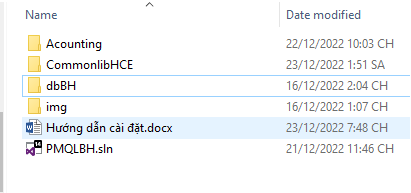 Name Date modified
Acounting 22/12/2022 10:03 CH
CommonlibHCE 23/12/2022 1:51 SA
dbBH 16/12/2022 2:04 CH
img 16/12/2022 1:07 CH
Hướng dẫn cài đặt.docx 23/12/2022 7:48 CH
PMQLBH.sln 21/12/2022 11:46 CH